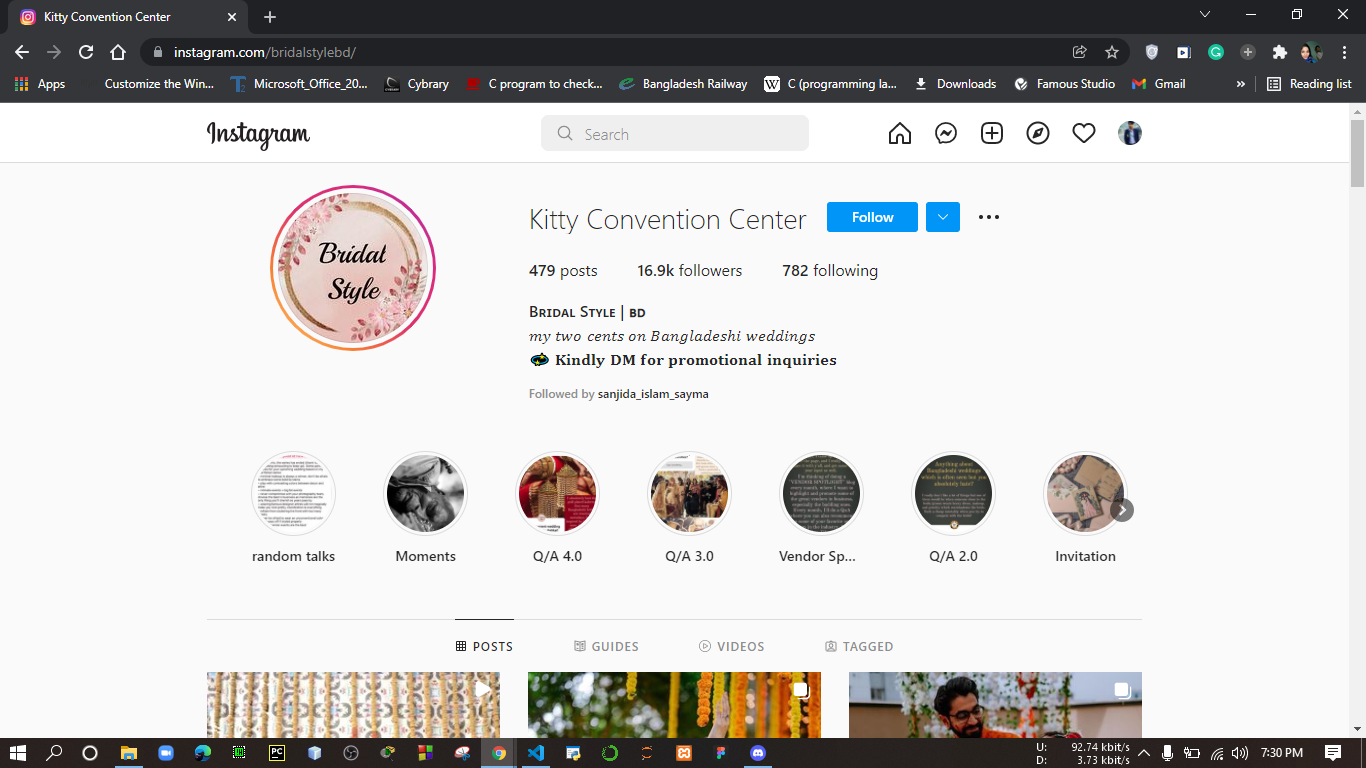 Kitty Convention Center
instagram.com/bridalstylebd/
Apps
Customize the Win...
Microsoft_Office_20...
Cybrary
C program to check...
Bangladesh Railway
C (programming la...
Downloads
Famous Studio
Gmail
»
Reading list
Instagram
Search
Bridal
Style
Kitty Convention Center
Follow
479 posts
16.9k followers
782 following
Bʀɪᴅᴀʟ Sᴛʏʟᴇ | ʙᴅ
my two cents on Bangladeshi weddings
Kindly DM for promotional inquiries
Followed by sanjida_islam_sayma
random talks
Moments
Q/A 4.0
Q/A 3.0
Vendor Sp...
Q/A 2.0
Invitation
POSTS
GUIDES
VIDEOS
TAGGED
U: 92.74 kbit/s
D: 3.73 kbit/s
7:30 PM